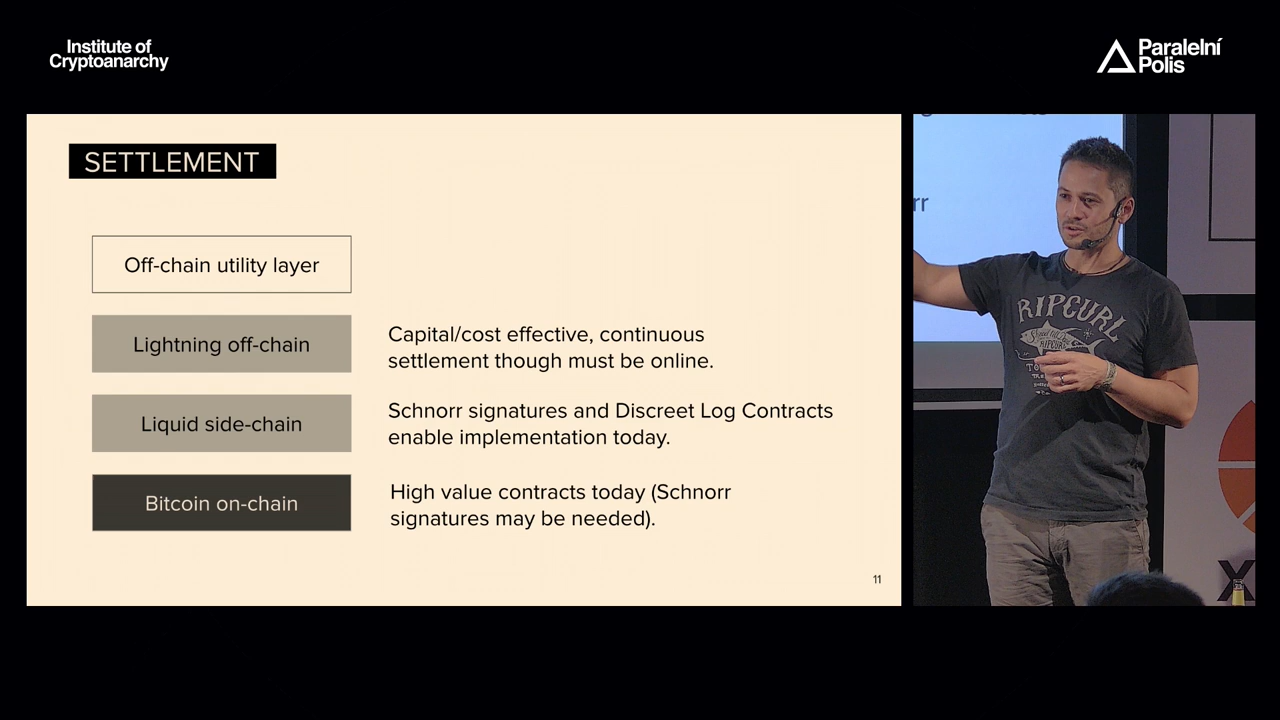 Institute of
Cryptoanarchy
Paralelní
Polis
SETTLEMENT
Off-chain utility layer
Lightning off-chain
Capital/cost effective, continuous
settlement though must be online.
Liquid side-chain
Schnorr signatures and Discreet Log Contracts
enable implementation today.
Bitcoin on-chain
High value contracts today (Schnorr
signatures may be needed).
11
rr
RIPCURL
RIPCURL
X